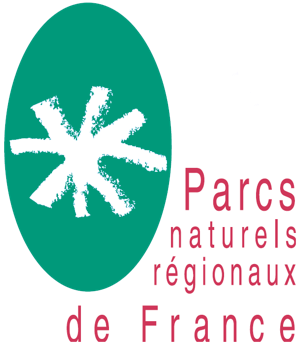 Parcs
naturels
régionaux
de France